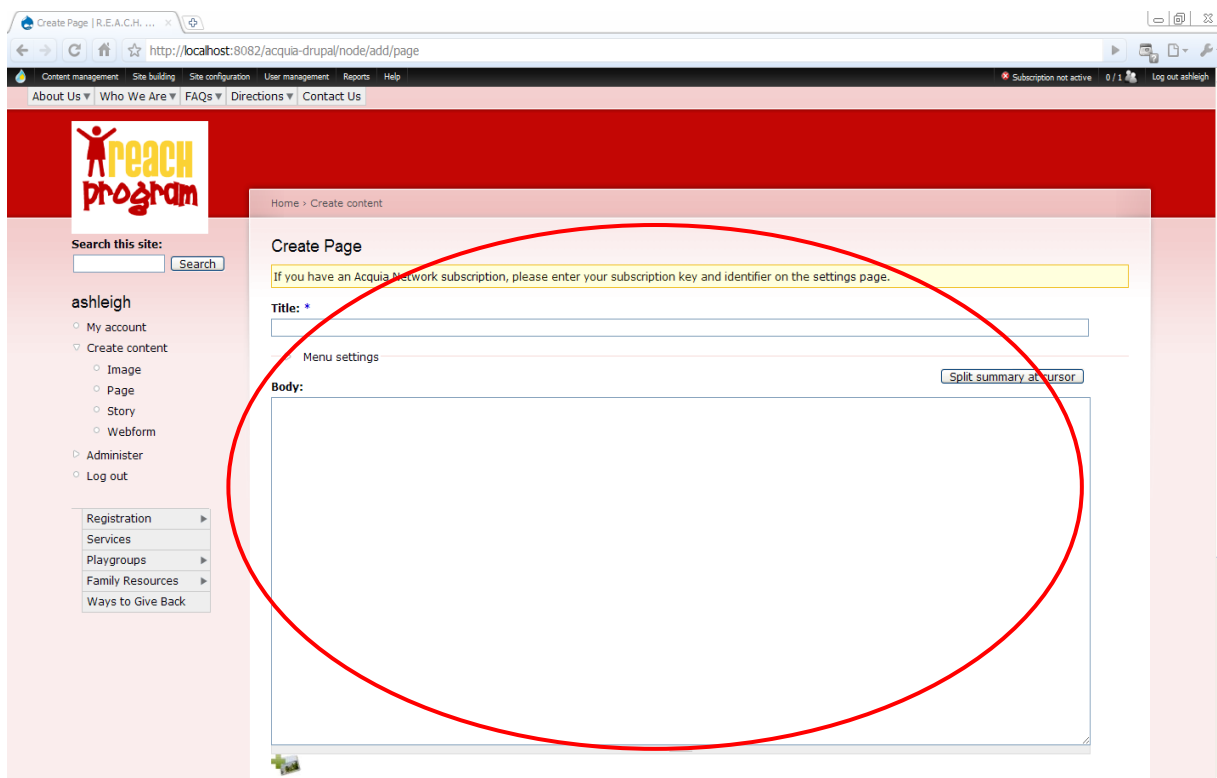 Create Page | R.E.A.C.H. ...
http://localhost:8082/acquia-drupal/node/add/page
Content management Site building Site configuration User management Reports Help Subscription not active 0 / 1 Log out ashleigh
About Us Who We Are FAQs Directions Contact Us
reach
program
Home › Create content
Search this site:
Search
Create Page
If you have an Acquia Network subscription, please enter your subscription key and identifier on the settings page.
Title: *
Menu settings
Split summary at cursor
Body:
ashleigh
My account
Create content
Image
Page
Story
Webform
Administer
Log out
Registration
Services
Playgroups
Family Resources
Ways to Give Back